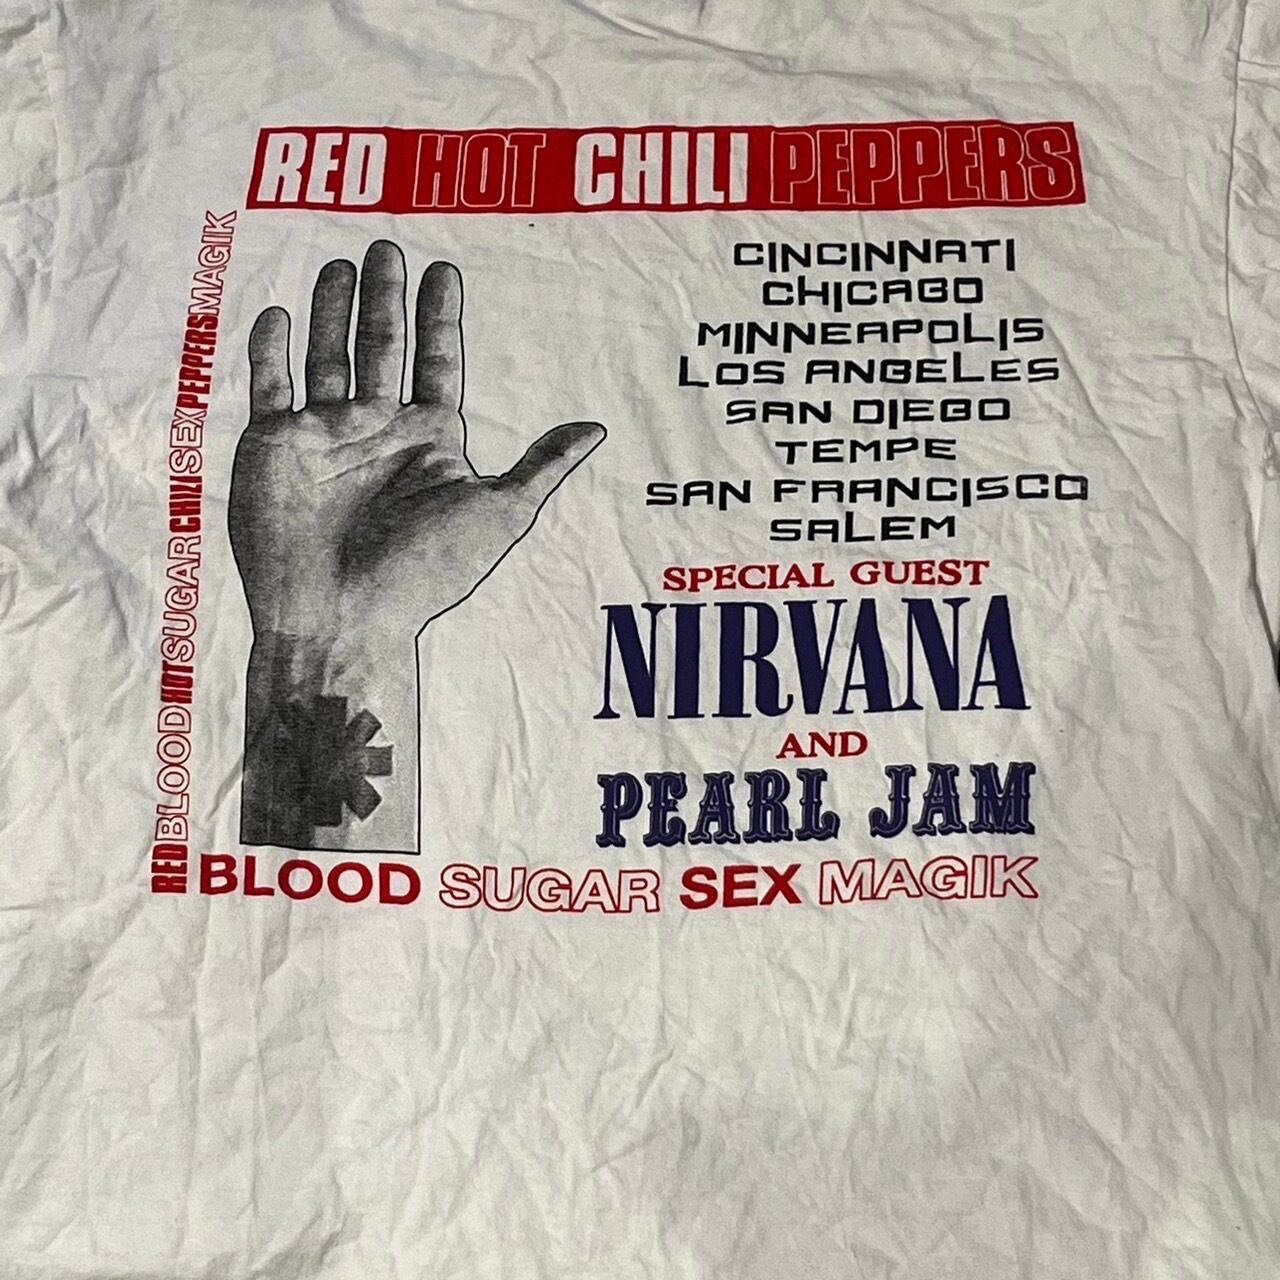 RED HOT CHILI PEPPERS
CINCINNATI
CHICAGO
MINNEAPOLIS
LOS ANGELES
SAN DIEGO
TEMPE
SAN FRANCISCO
SALEM
SPECIAL GUEST
NIRVANA
AND
PEARL JAM
BLOOD SUGAR SEX MAGIK
REDBLOODHOTSUGARCHILISEXPEPPERSMAGIK